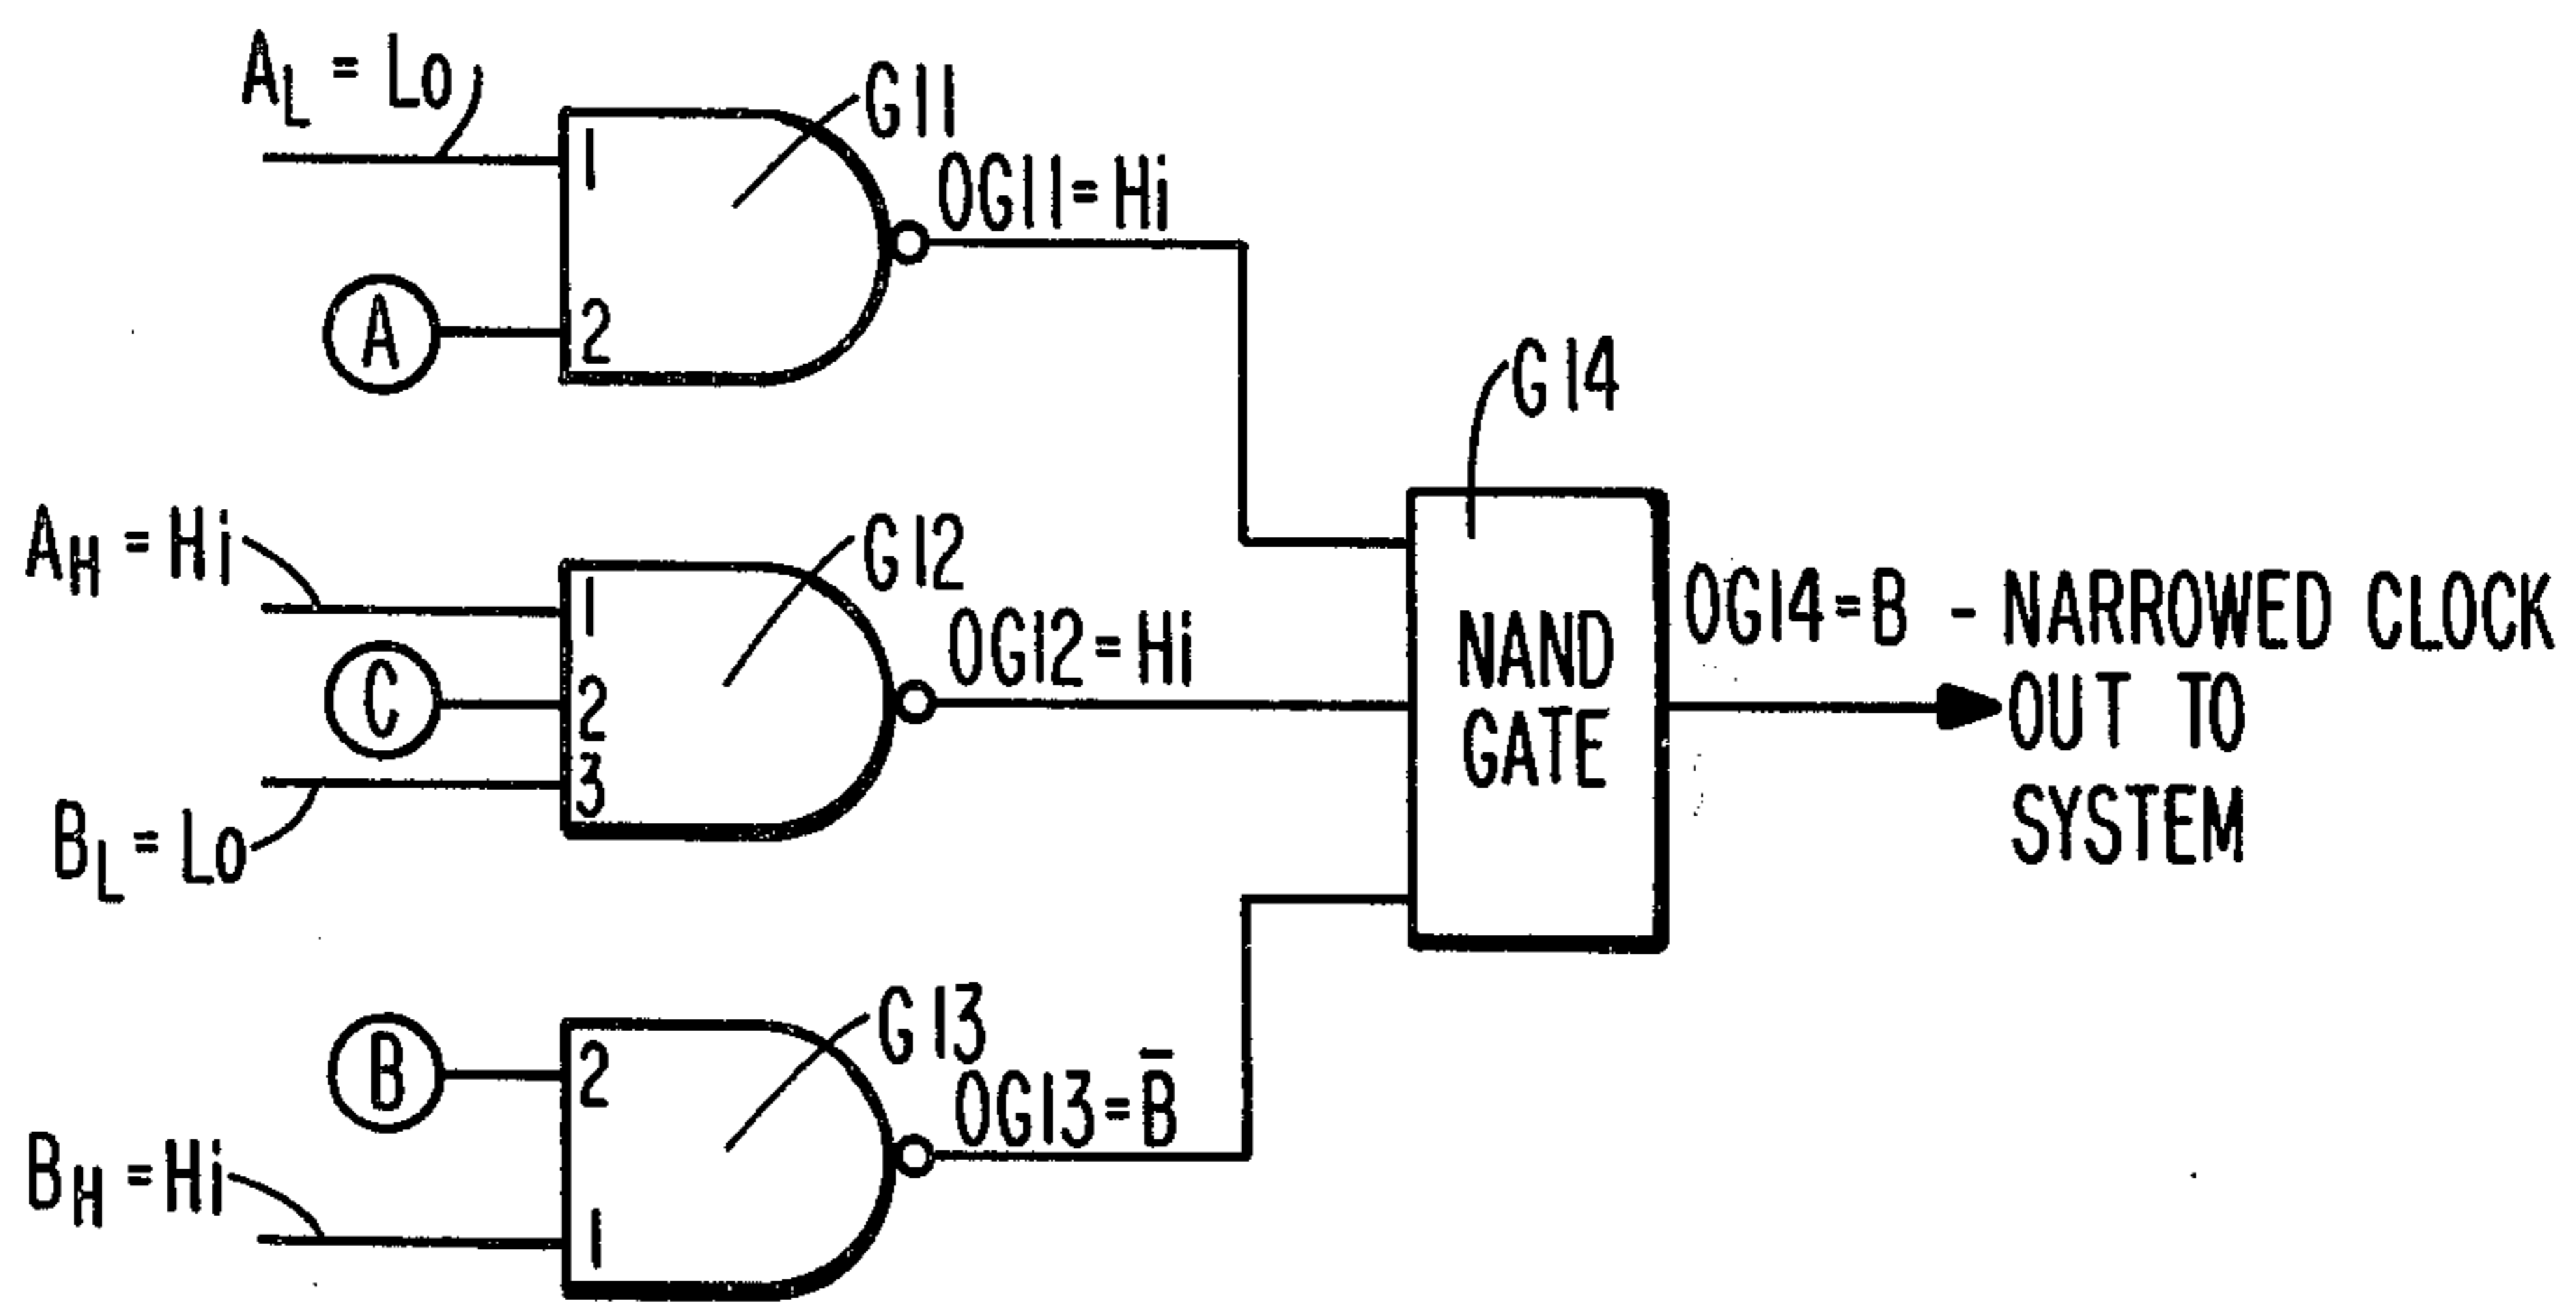 A_L = Lo
G11
1
OG11=Hi
A
2
G14
A_H = Hi
G12
1
OG12=Hi
C
2
3
B_L = Lo
NAND
GATE
OG14=B - NARROWED CLOCK
OUT TO
SYSTEM
G13
B
2
OG13=B̅
B_H =Hi
1